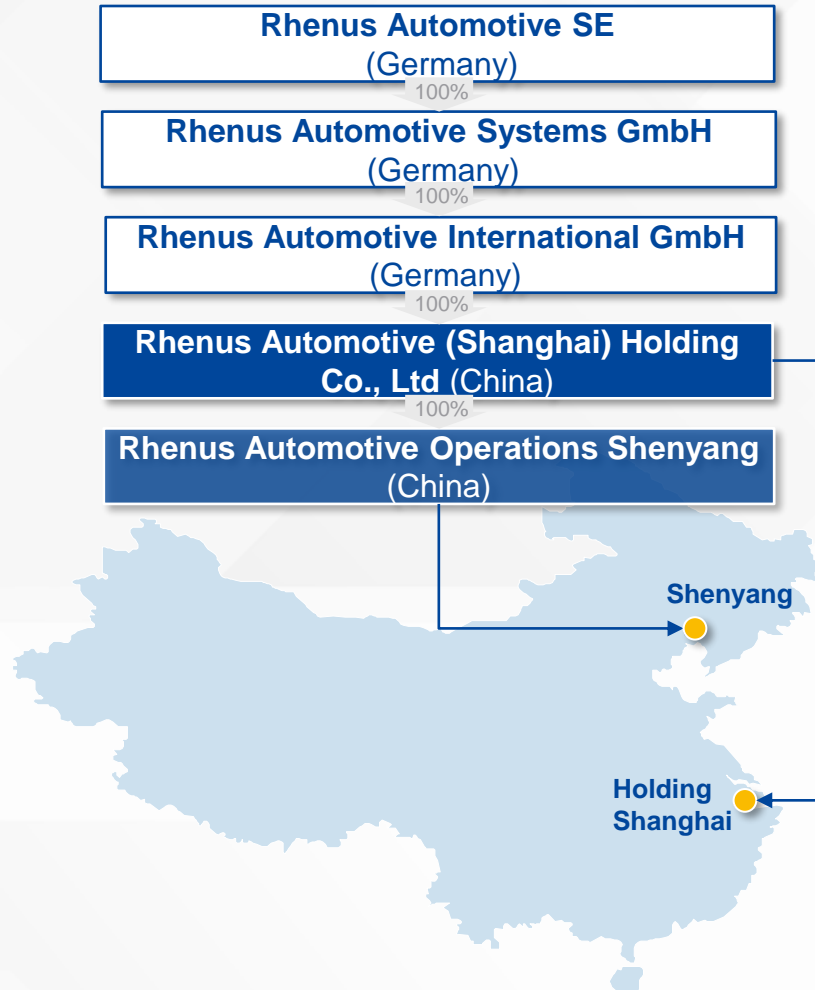 Rhenus Automotive SE
(Germany)
100%
Rhenus Automotive Systems GmbH
(Germany)
100%
Rhenus Automotive International GmbH
(Germany)
100%
Rhenus Automotive (Shanghai) Holding
Co., Ltd (China)
100%
Rhenus Automotive Operations Shenyang
(China)
Shenyang
Holding
Shanghai